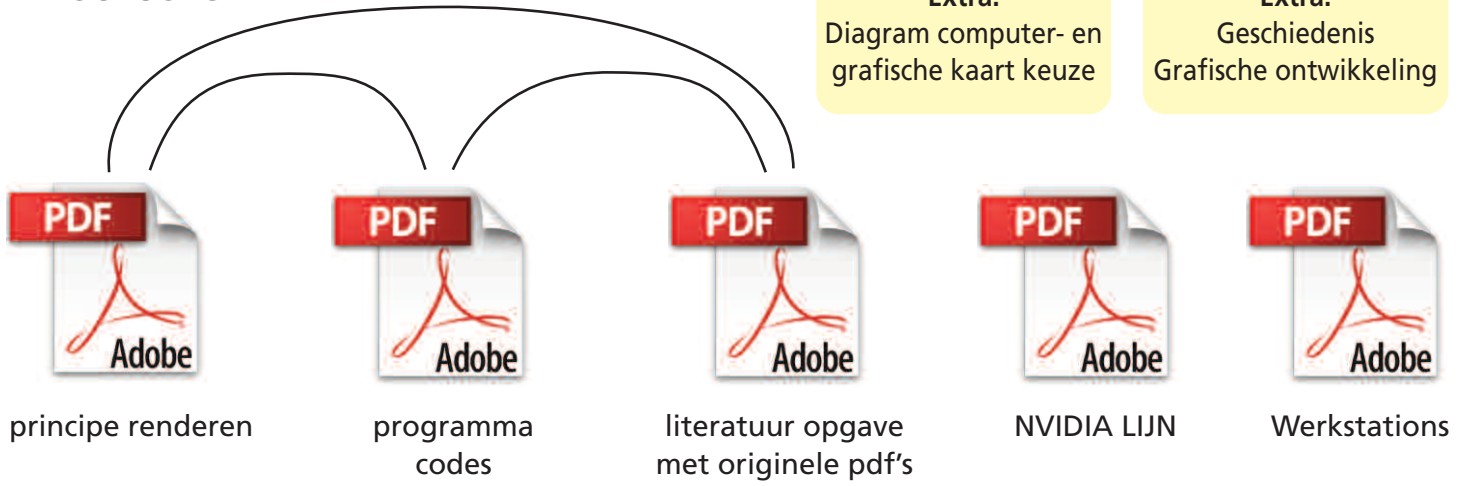 Extra:
Diagram computer- en
grafische kaart keuze
Extra:
Geschiedenis
Grafische ontwikkeling
PDF
Adobe
PDF
Adobe
PDF
Adobe
PDF
Adobe
PDF
Adobe
principe renderen
programma
codes
literatuur opgave
met originele pdf's
NVIDIA LIJN
Werkstations